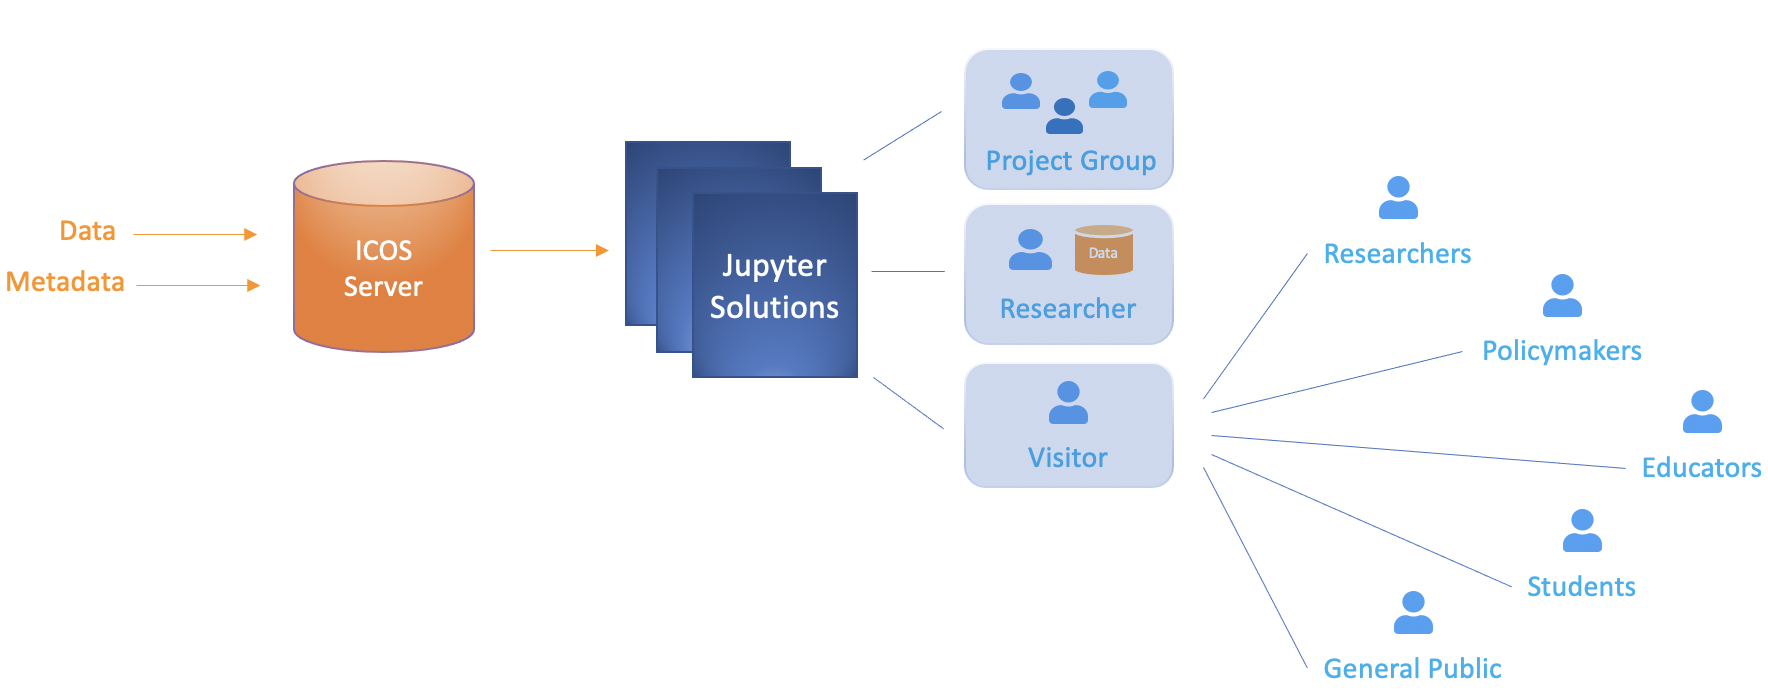 Data
Metadata
ICOS
Server
Jupyter
Solutions
Project Group
Data
Researcher
Visitor
Researchers
Policymakers
Educators
Students
General Public